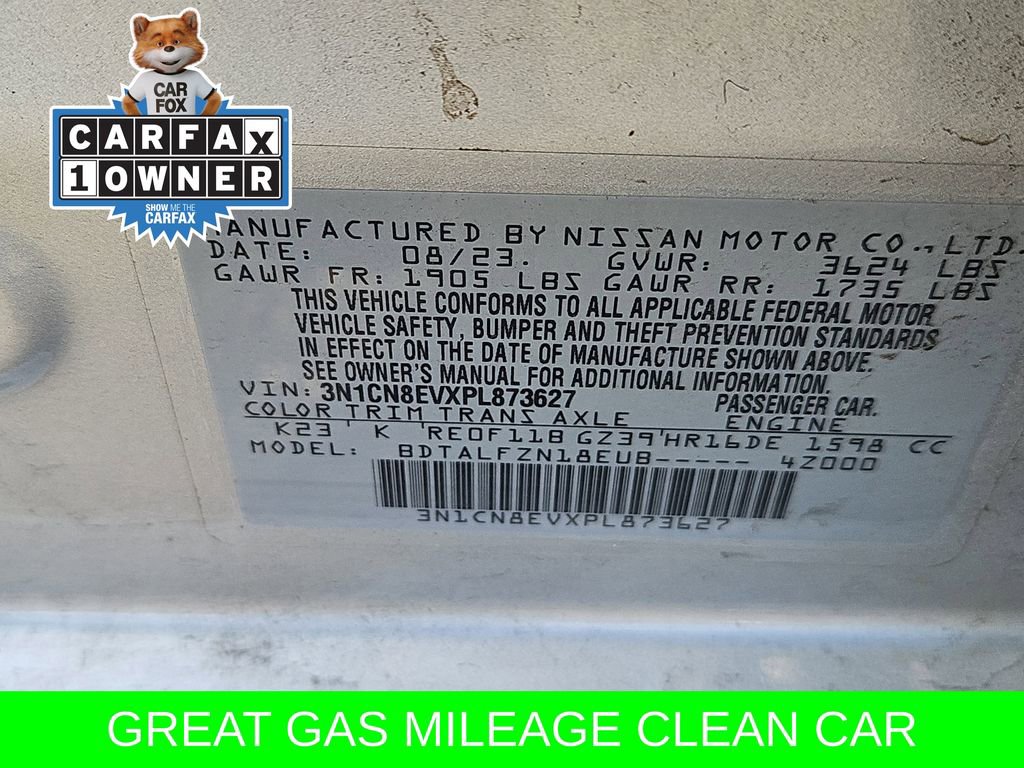 CAR
FOX
CARFAX
1 OWNER
SHOW ME THE
CARFAX
MANUFACTURED BY NISSAN MOTOR CO., LTD.
DATE: 08/23. GVWR: 3624 LBS
GAWR FR: 1905 LBS GAWR RR: 1735 LBS
THIS VEHICLE CONFORMS TO ALL APPLICABLE FEDERAL MOTOR
VEHICLE SAFETY, BUMPER AND THEFT PREVENTION STANDARDS
IN EFFECT ON THE DATE OF MANUFACTURE SHOWN ABOVE.
SEE OWNER'S MANUAL FOR ADDITIONAL INFORMATION.
VIN: 3N1CN8EVXPL873627 PASSENGER CAR.
COLOR TRIM TRANS AXLE ENGINE
K23 ' K 'RE0F11B GZ39'HR16DE 1598 CC
MODEL: BDTALFZN18EUB----- 4Z000
3N1CN8EVXPL873627
GREAT GAS MILEAGE CLEAN CAR